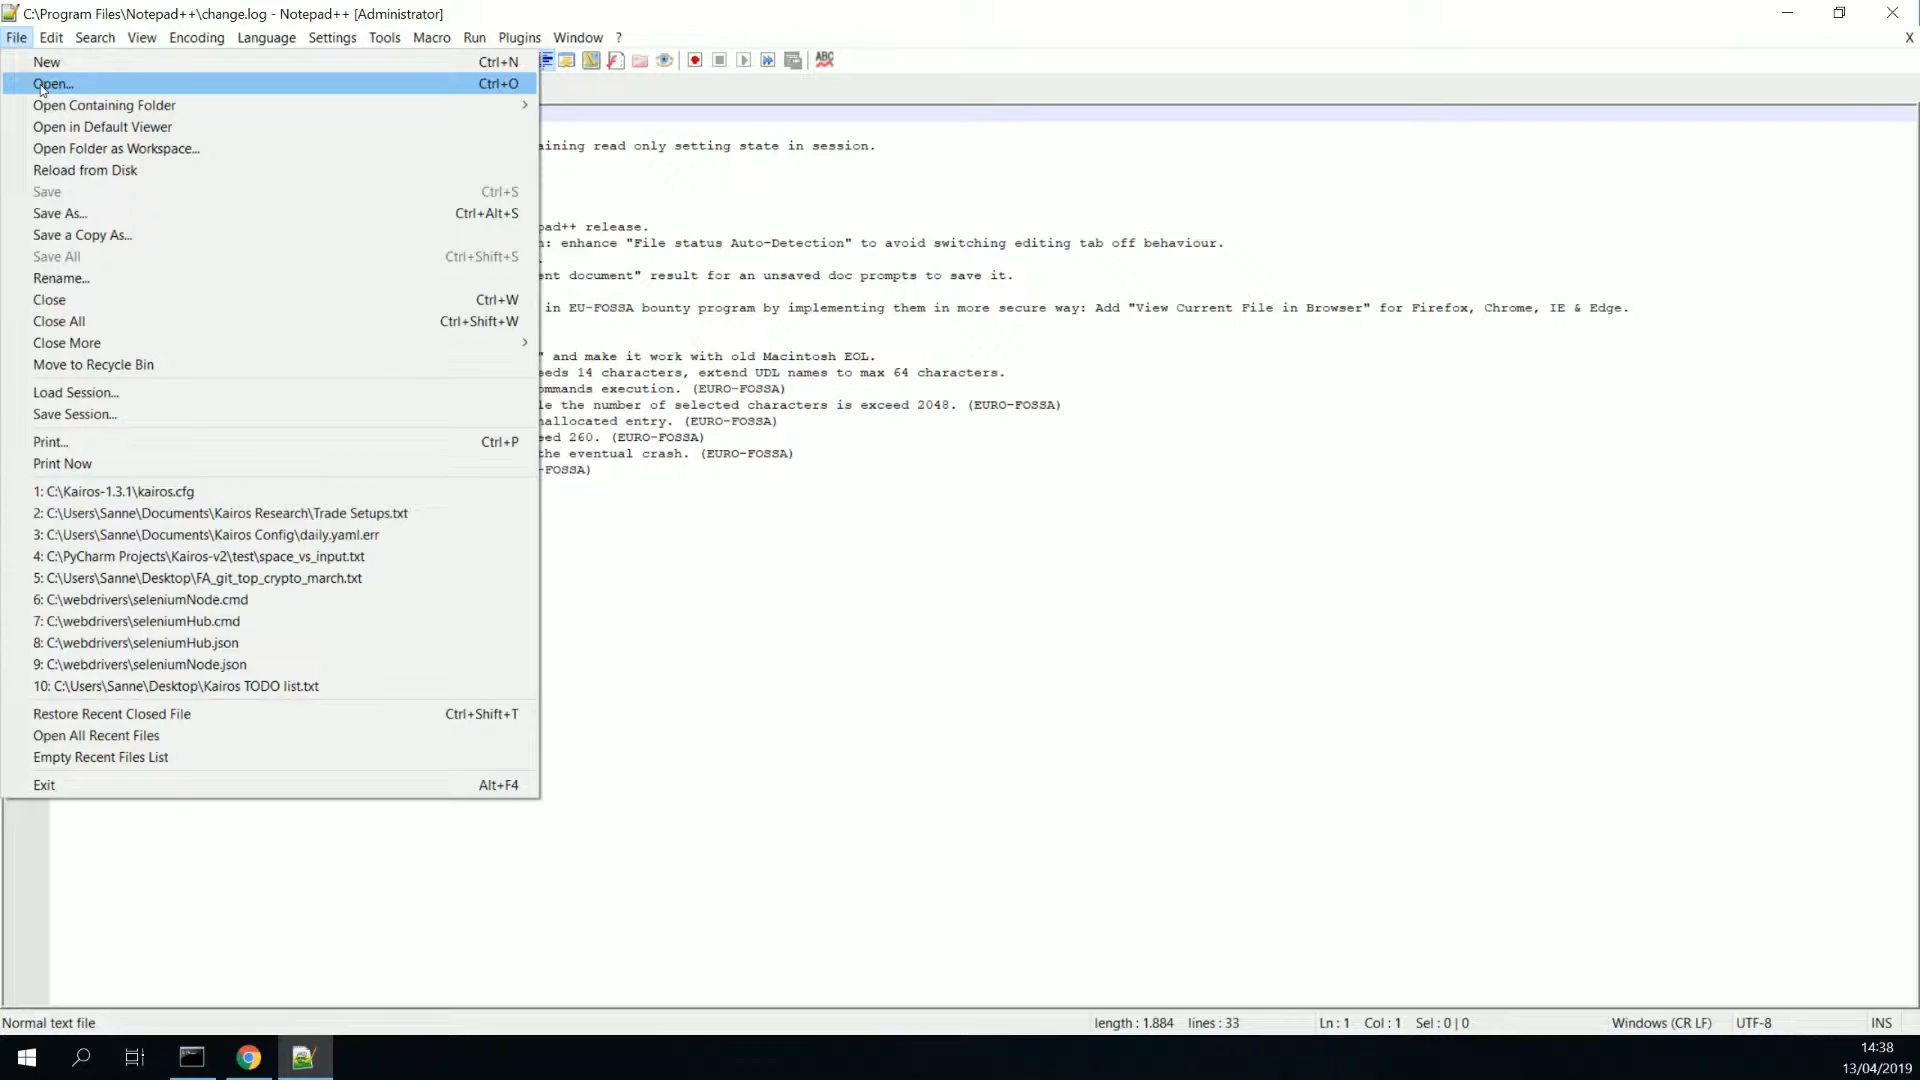 C:\Program Files\Notepad++\change.log - Notepad++ [Administrator]
File Edit Search View Encoding Language Settings Tools Macro Run Plugins Window ? X
New Ctrl+N
Open... Ctrl+O
Open Containing Folder
Open in Default Viewer
Open Folder as Workspace...
Reload from Disk
Save Ctrl+S
Save As... Ctrl+Alt+S
Save a Copy As...
Save All Ctrl+Shift+S
Rename...
Close Ctrl+W
Close All Ctrl+Shift+W
Close More
Move to Recycle Bin
Load Session...
Save Session...
Print... Ctrl+P
Print Now
1: C:\Kairos-1.3.1\kairos.cfg
2: C:\Users\Sanne\Documents\Kairos Research\Trade Setups.txt
3: C:\Users\Sanne\Documents\Kairos Config\daily.yaml.err
4: C:\PyCharm Projects\Kairos-v2\test\space_vs_input.txt
5: C:\Users\Sanne\Desktop\FA_git_top_crypto_march.txt
6: C:\webdrivers\seleniumNode.cmd
7: C:\webdrivers\seleniumHub.cmd
8: C:\webdrivers\seleniumHub.json
9: C:\webdrivers\seleniumNode.json
10: C:\Users\Sanne\Desktop\Kairos TODO list.txt
Restore Recent Closed File Ctrl+Shift+T
Open All Recent Files
Empty Recent Files List
Exit Alt+F4
ABC
aining read only setting state in session.
pad++ release.
n: enhance "File status Auto-Detection" to avoid switching editing tab off behaviour.
.
ent document" result for an unsaved doc prompts to save it.
in EU-FOSSA bounty program by implementing them in more secure way: Add "View Current File in Browser" for Firefox, Chrome, IE & Edge.
" and make it work with old Macintosh EOL.
eeds 14 characters, extend UDL names to max 64 characters.
ommands execution. (EURO-FOSSA)
le the number of selected characters is exceed 2048. (EURO-FOSSA)
nallocated entry. (EURO-FOSSA)
eed 260. (EURO-FOSSA)
the eventual crash. (EURO-FOSSA)
-FOSSA)
Normal text file length : 1.884 lines : 33 Ln : 1 Col : 1 Sel : 0 | 0 Windows (CR LF) UTF-8 INS
14:38
13/04/2019